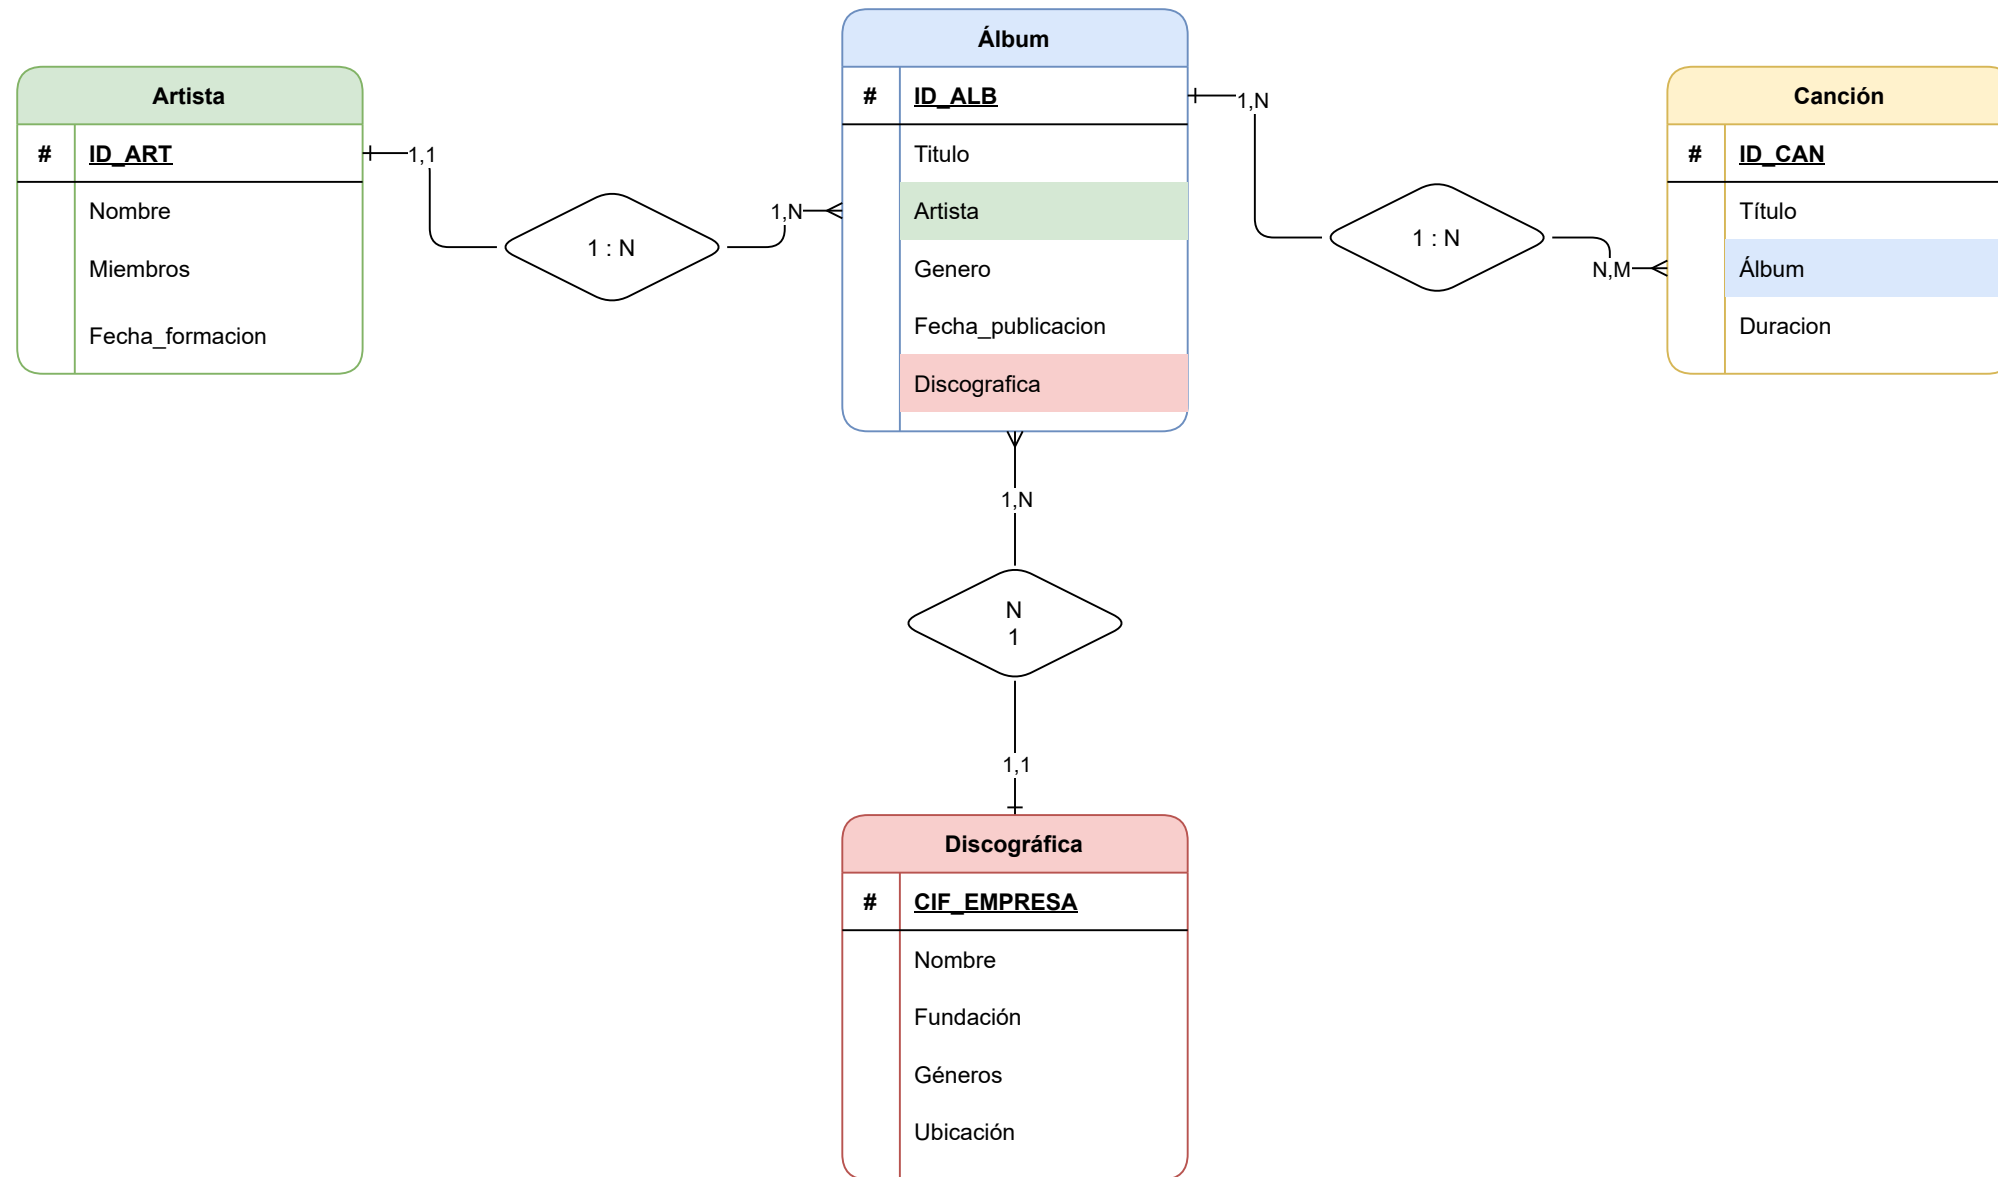 Artista
# ID_ART
Nombre
Miembros
Fecha_formacion
1,1
1 : N
1,N
Álbum
# ID_ALB
Titulo
Artista
Genero
Fecha_publicacion
Discografica
1,N
1 : N
N,M
Canción
# ID_CAN
Título
Álbum
Duracion
1,N
N
1
1,1
Discográfica
# CIF_EMPRESA
Nombre
Fundación
Géneros
Ubicación